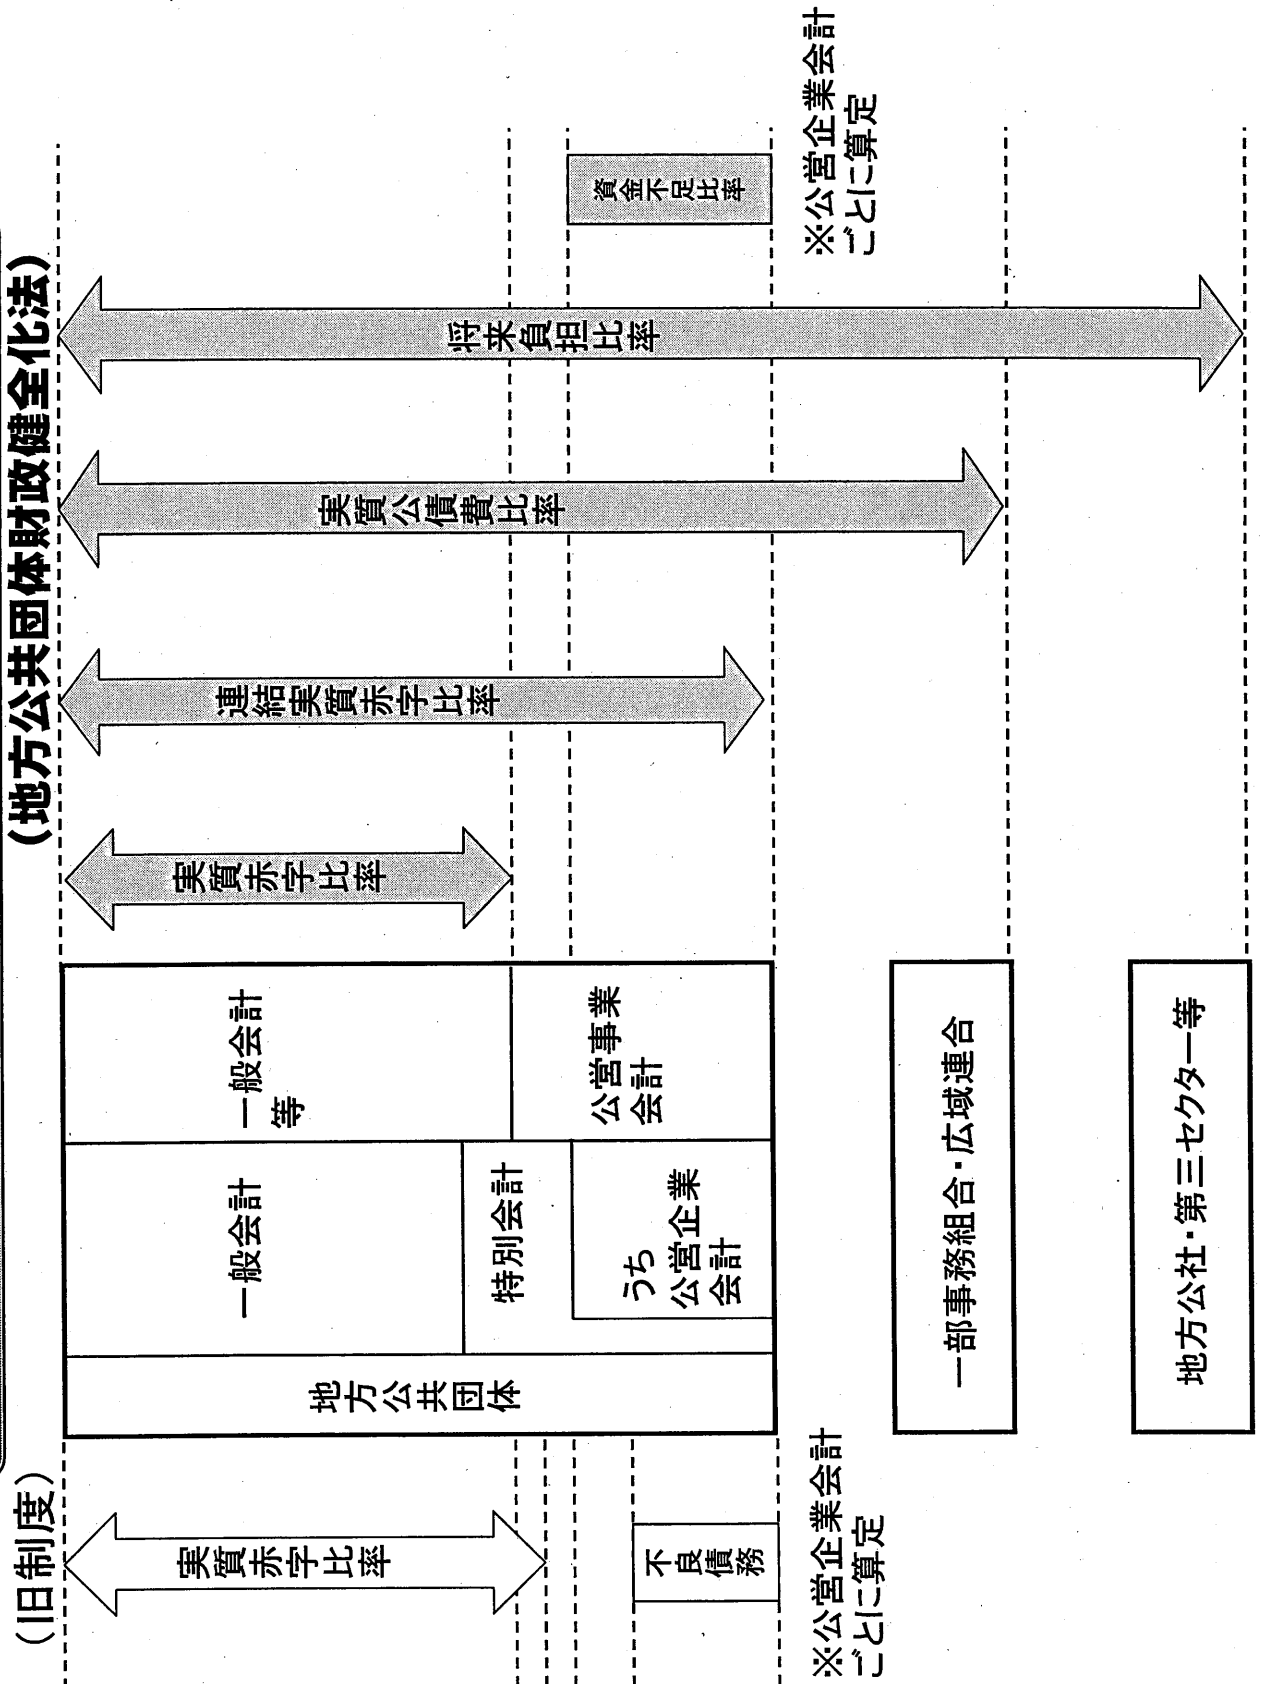 (旧制度)
(地方公共団体財政健全化法)
実質赤字比率
不良債務
※公営企業会計
ごとに算定
地方公共団体
一般会計
特別会計
うち
公営企業
会計
一般会計
等
公営事業
会計
一部事務組合・広域連合
地方公社・第三セクター等
実質赤字比率
連結実質赤字比率
実質公債費比率
将来負担比率
資金不足比率
※公営企業会計
ごとに算定